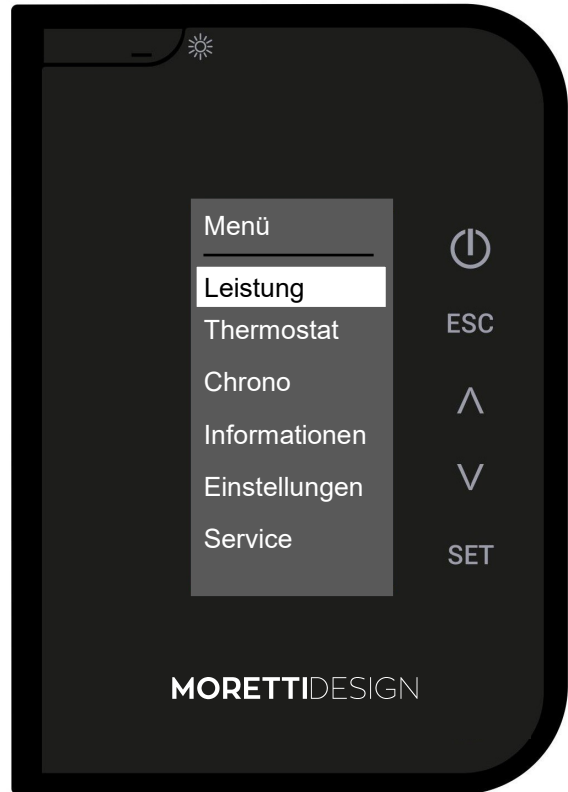 Menü
Leistung
Thermostat
Chrono
Informationen
Einstellungen
Service
ESC
SET
MORETTIDESIGN